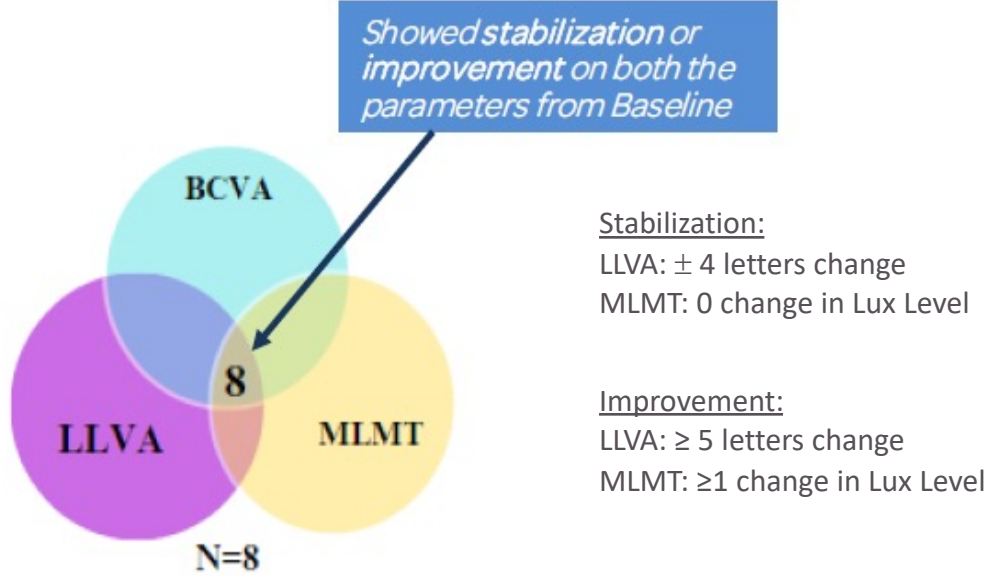 Showed stabilization or
improvement on both the
parameters from Baseline
BCVA
Stabilization:
LLVA: ± 4 letters change
MLMT: 0 change in Lux Level
8
LLVA
MLMT
Improvement:
LLVA: ≥ 5 letters change
MLMT: ≥1 change in Lux Level
N=8